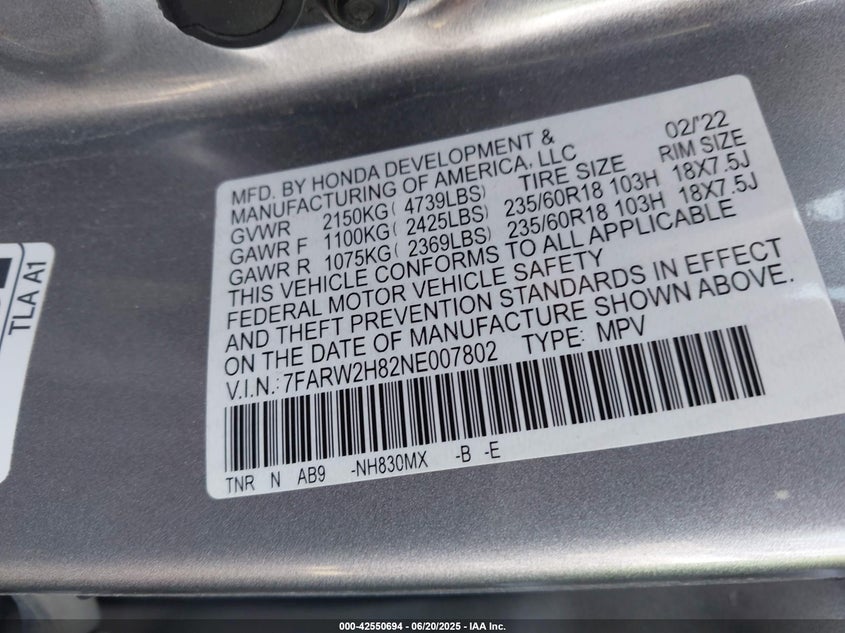 02/'22
MFD. BY HONDA DEVELOPMENT &
MANUFACTURING OF AMERICA, LLC
TIRE SIZE RIM SIZE
GVWR 2150KG( 4739LBS)
GAWR F 1100KG( 2425LBS) 235/60R18 103H 18X7.5J
GAWR R 1075KG( 2369LBS) 235/60R18 103H 18X7.5J
THIS VEHICLE CONFORMS TO ALL APPLICABLE
FEDERAL MOTOR VEHICLE SAFETY
AND THEFT PREVENTION STANDARDS IN EFFECT
ON THE DATE OF MANUFACTURE SHOWN ABOVE.
V.I.N.: 7FARW2H82NE007802 TYPE: MPV
TNR N AB9 -NH830MX -B -E
TLA A1
000-42550694 - 06/20/2025 - IAA Inc.